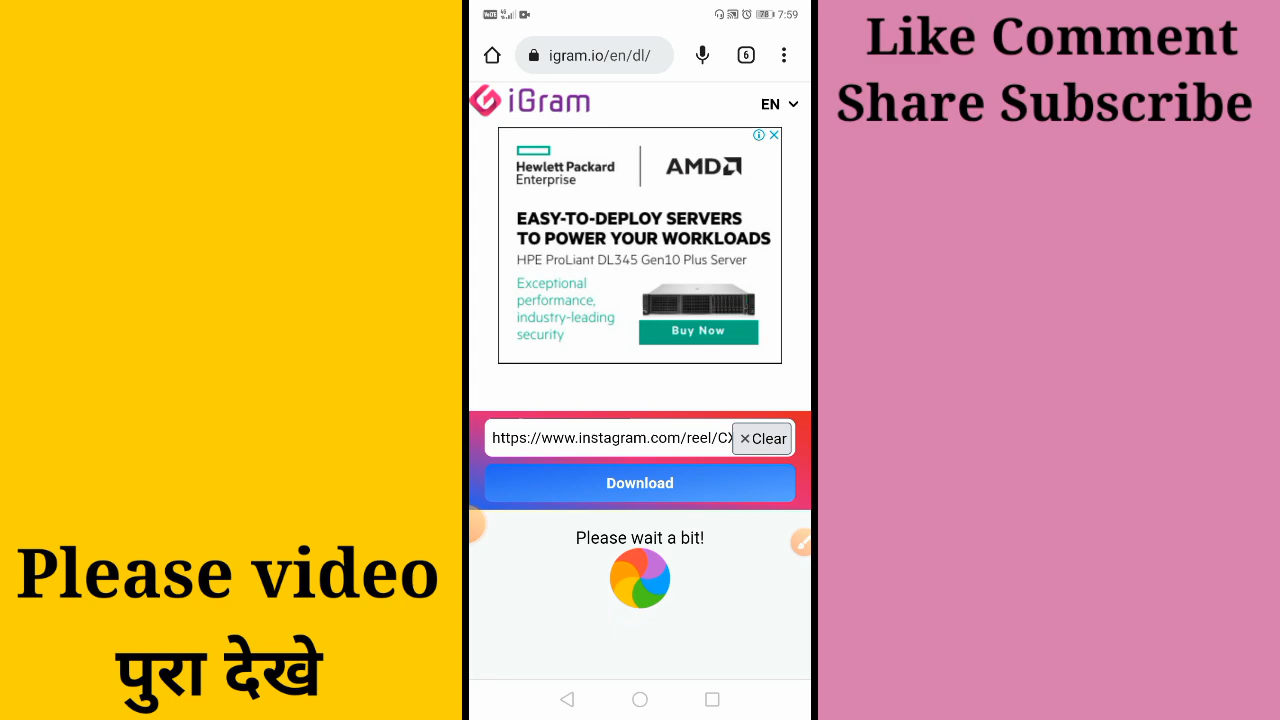 Please video
पुरा देखे
7:59
igram.io/en/dl/
6
iGram
EN
Hewlett Packard
Enterprise
AMD
EASY-TO-DEPLOY SERVERS
TO POWER YOUR WORKLOADS
HPE ProLiant DL345 Gen10 Plus Server
Exceptional
performance,
industry-leading
security
Buy Now
https://www.instagram.com/reel/CX
×Clear
Download
Please wait a bit!
Like Comment
Share Subscribe